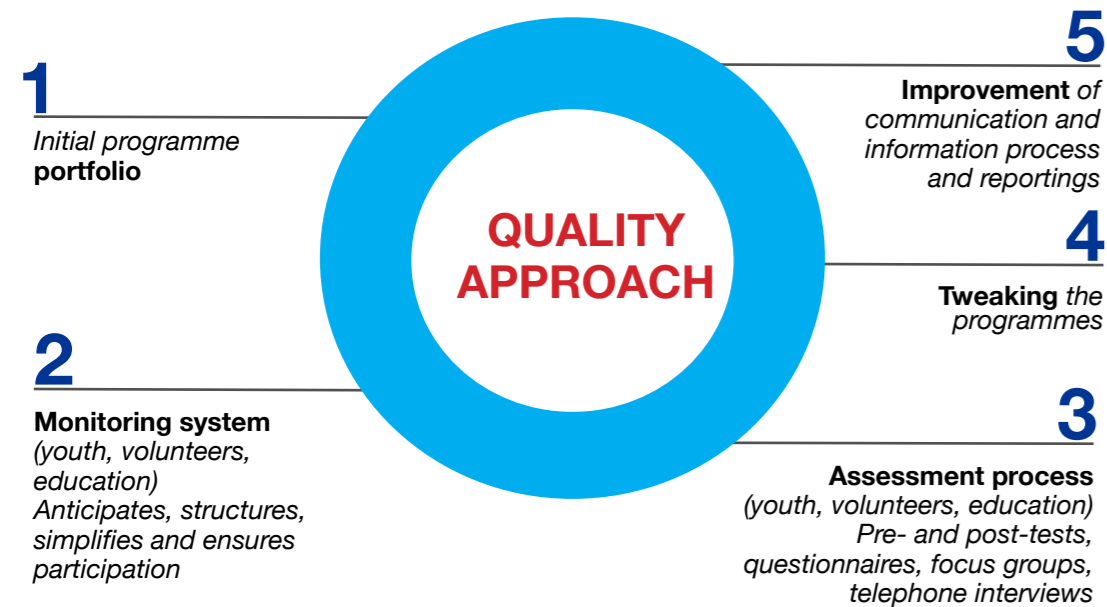 1
Initial programme
portfolio
2
Monitoring system
(youth, volunteers,
education)
Anticipates, structures,
simplifies and ensures
participation
QUALITY
APPROACH
5
Improvement of
communication and
information process
and reportings
4
Tweaking the
programmes
3
Assessment process
(youth, volunteers, education)
Pre- and post-tests,
questionnaires, focus groups,
telephone interviews